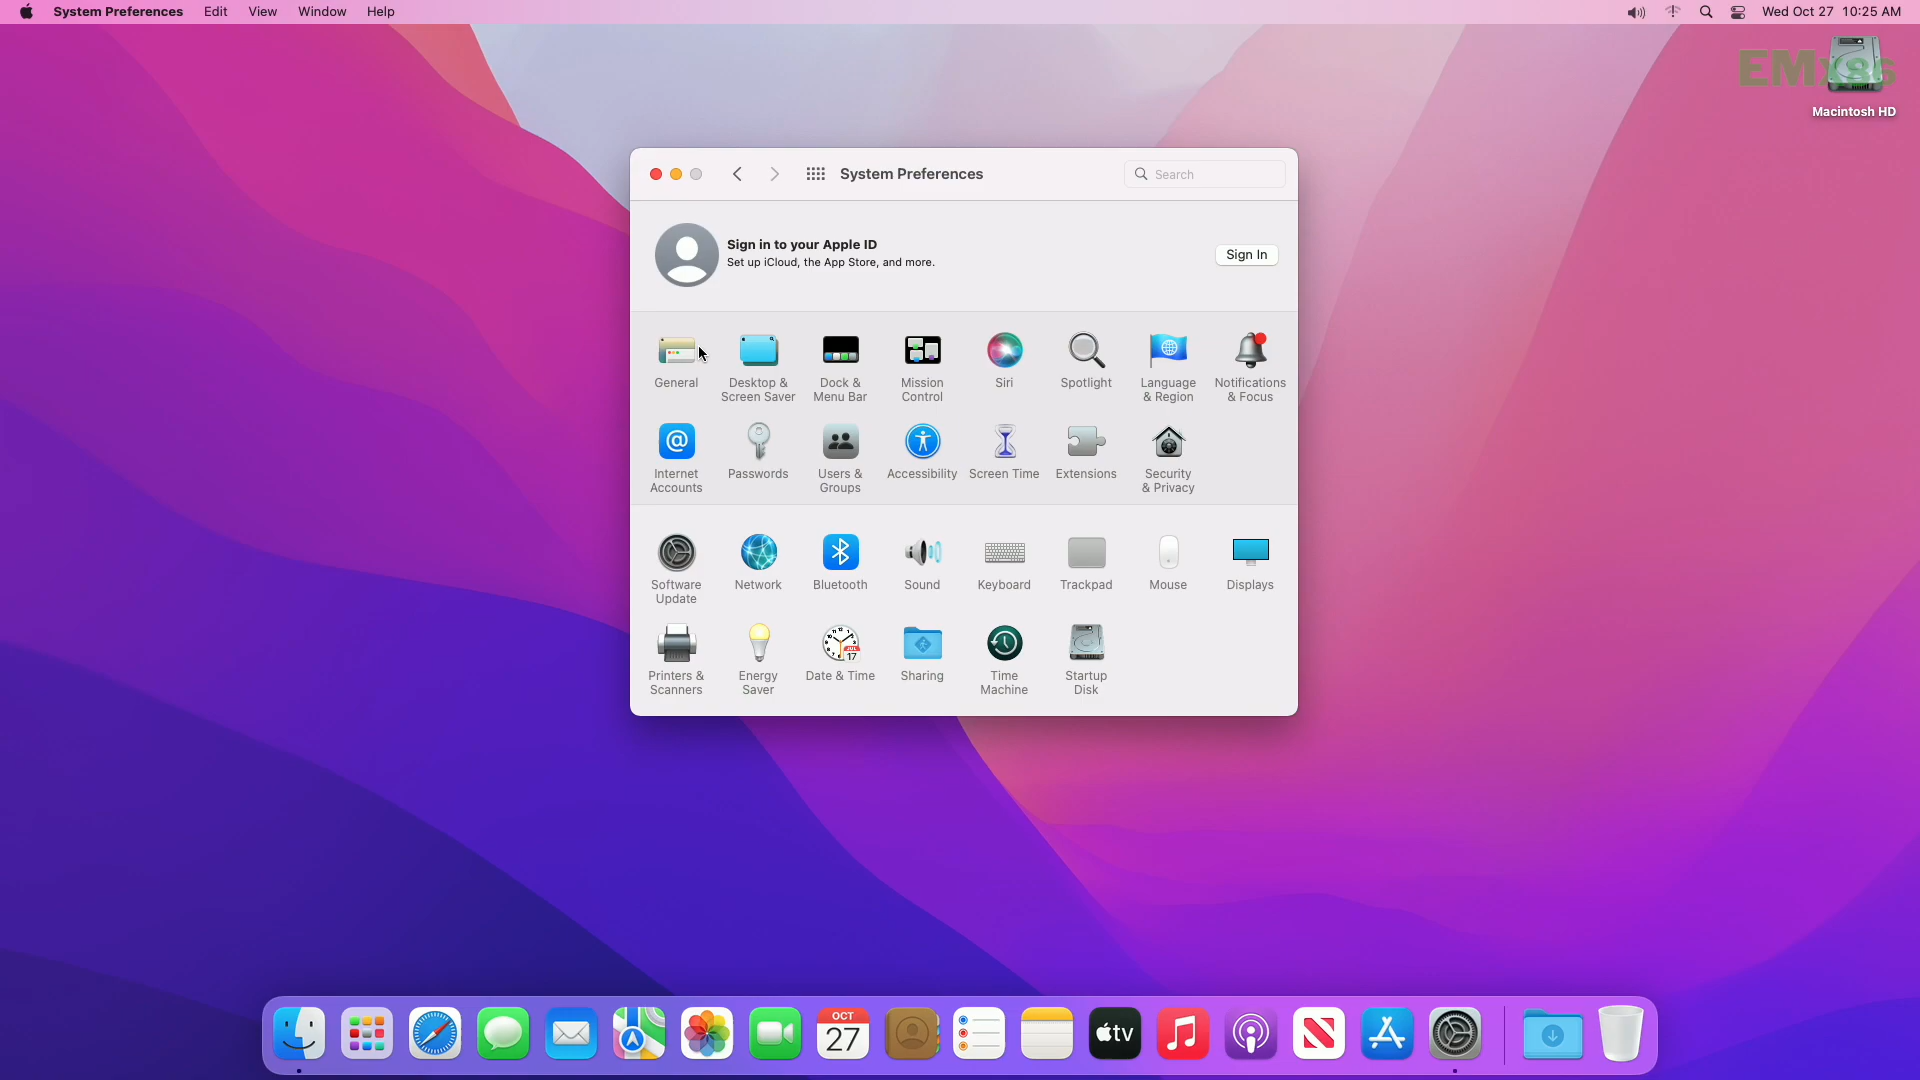 System Preferences Edit View Window Help Wed Oct 27 10:25 AM
EMx86
Macintosh HD
System Preferences Search
Sign in to your Apple ID
Set up iCloud, the App Store, and more.
Sign In
General
Desktop &
Screen Saver
Dock &
Menu Bar
Mission
Control
Siri
Spotlight
Language
& Region
Notifications
& Focus
Internet
Accounts
Passwords
Users &
Groups
Accessibility
Screen Time
Extensions
Security
& Privacy
Software
Update
Network
Bluetooth
Sound
Keyboard
Trackpad
Mouse
Displays
Printers &
Scanners
Energy
Saver
JUL
17
Date & Time
Sharing
Time
Machine
Startup
Disk
OCT
27
tv